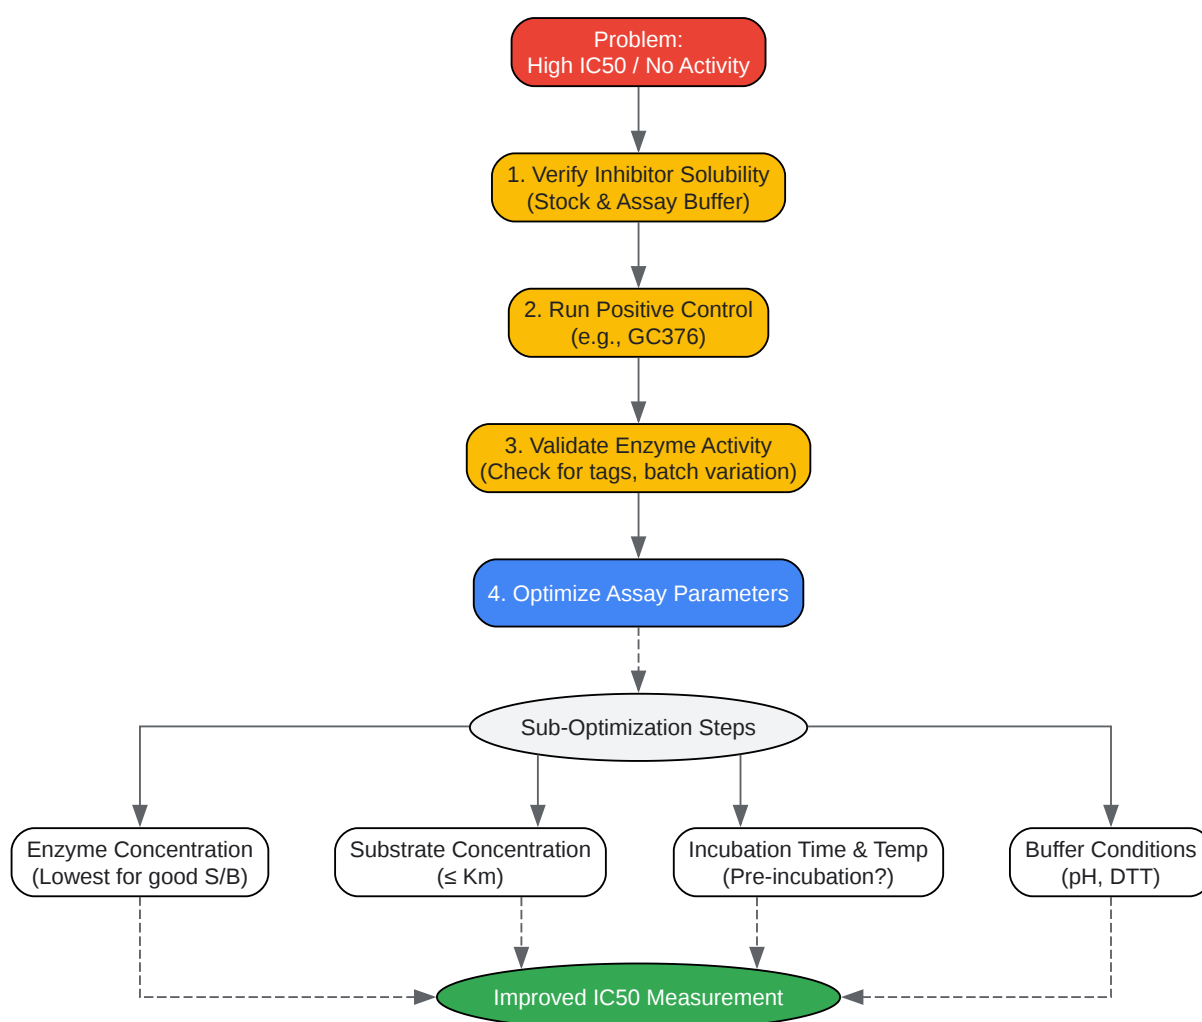 Problem:
High IC50 / No Activity
1. Verify Inhibitor Solubility
(Stock & Assay Buffer)
2. Run Positive Control
(e.g., GC376)
3. Validate Enzyme Activity
(Check for tags, batch variation)
4. Optimize Assay Parameters
Sub-Optimization Steps
Enzyme Concentration
(Lowest for good S/B)
Substrate Concentration
(≤ Km)
Incubation Time & Temp
(Pre-incubation?)
Buffer Conditions
(pH, DTT)
Improved IC50 Measurement